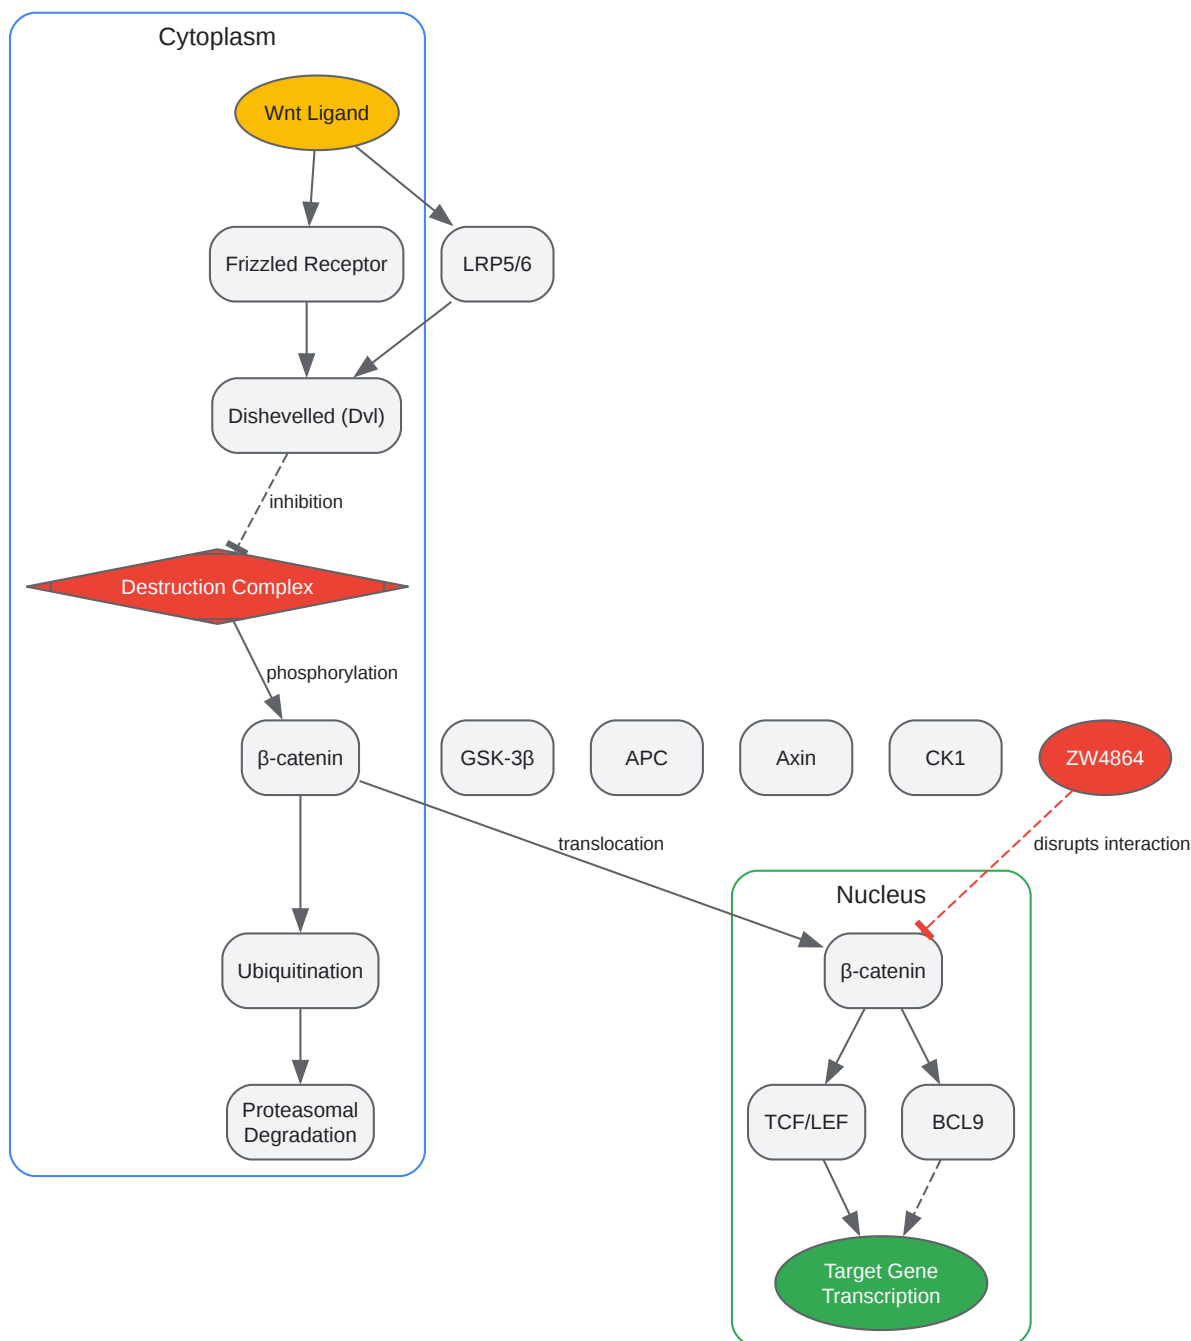 Cytoplasm
Wnt Ligand
Frizzled Receptor
LRP5/6
Dishevelled (Dvl)
inhibition
Destruction Complex
phosphorylation
β-catenin
GSK-3β
APC
Axin
CK1
ZW4864
translocation
disrupts interaction
Nucleus
Ubiquitination
β-catenin
Proteasomal
Degradation
TCF/LEF
BCL9
Target Gene
Transcription